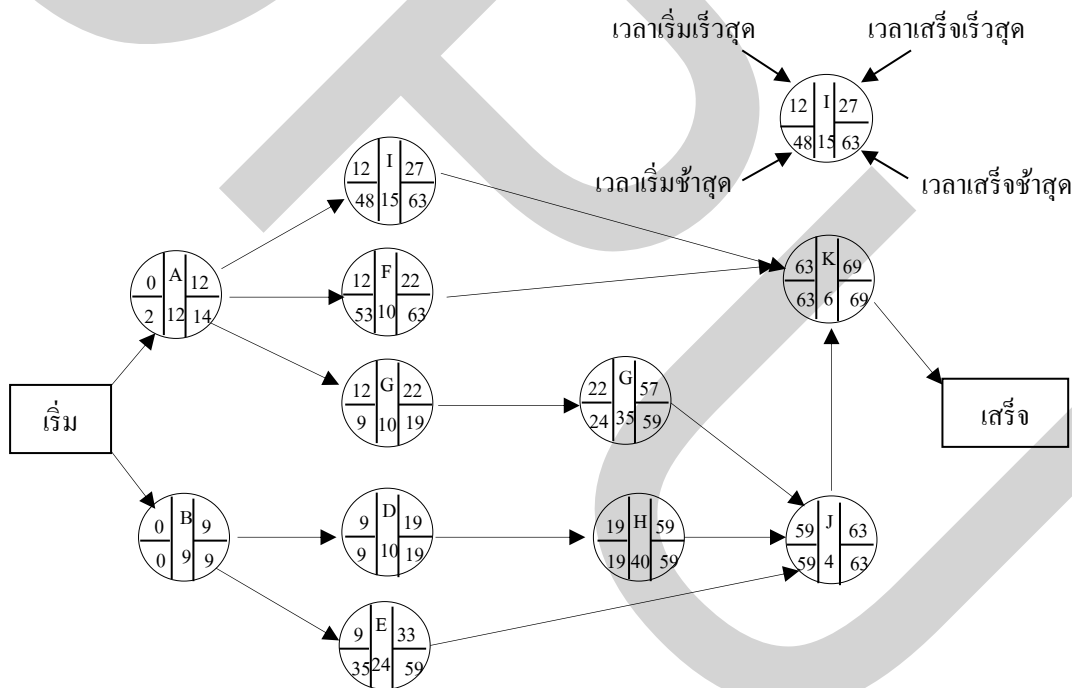 เวลาเริ่มเร็วสุด เวลาเสร็จเร็วสุด
12 I 27
48 15 63
เวลาเริ่มช้าสุด เวลาเสร็จช้าสุด
12 I 27
48 15 63
0 A 12
2 12 14
12 F 22
53 10 63
63 K 69
63 6 69
12 G 22
9 10 19
22 G 57
24 35 59
เริ่ม
เสร็จ
0 B 9
0 9 9
9 D 19
9 10 19
19 H 59
19 40 59
59 J 63
59 4 63
9 E 33
35 24 59